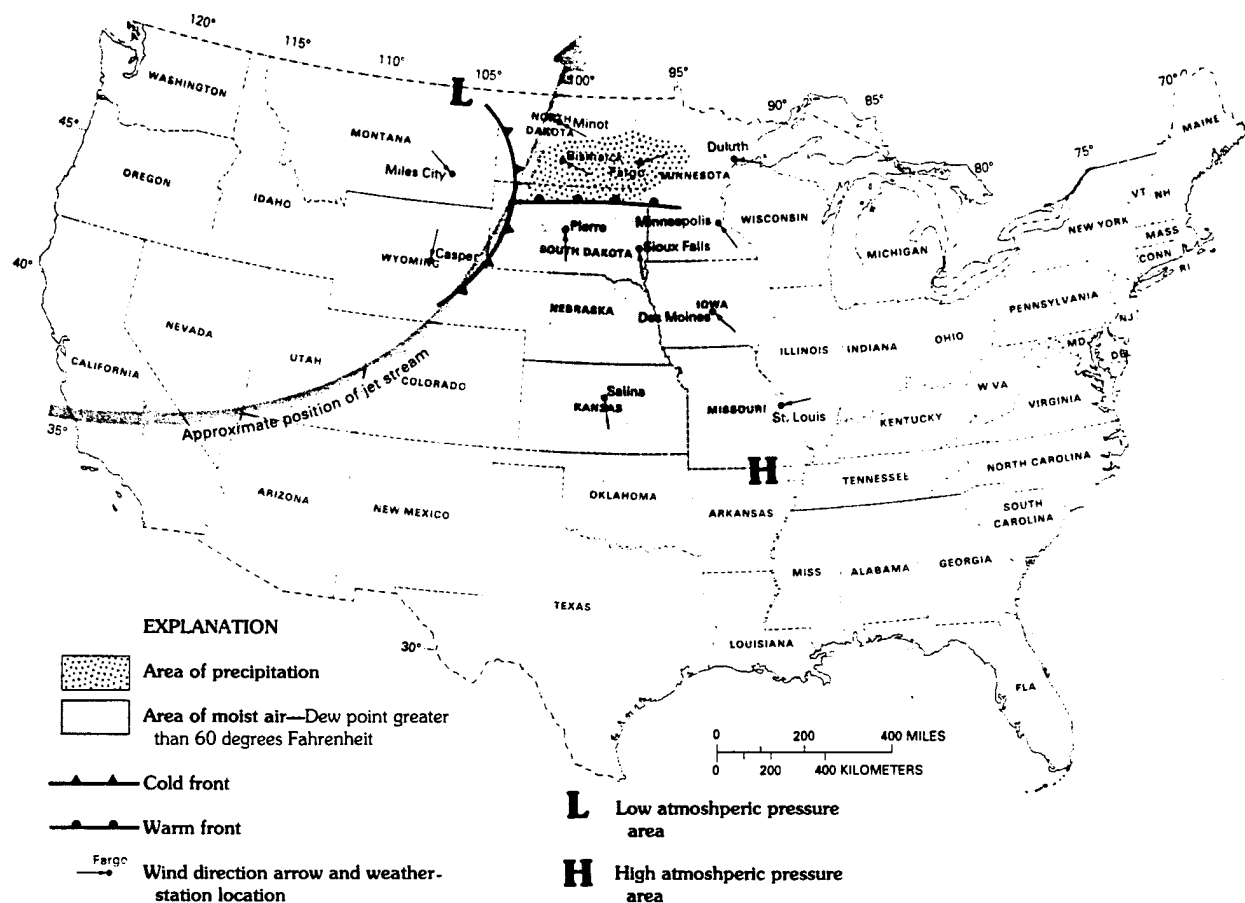 120°
115°
110°
105°
100°
95°
90°
85°
80°
75°
70°
45°
40°
35°
30°
WASHINGTON
OREGON
IDAHO
MONTANA
Miles City
L
NORTH
DAKOTA
Minot
Bismarck
Fargo
MINNESOTA
Duluth
Minneapolis
WISCONSIN
MICHIGAN
MAINE
VT
NH
NEW YORK
MASS
CONN
RI
Pierre
SOUTH DAKOTA
Sioux Falls
WYOMING
Casper
NEBRASKA
IOWA
Des Moines
ILLINOIS
INDIANA
OHIO
PENNSYLVANIA
NJ
MD
W VA
VIRGINIA
NEVADA
UTAH
COLORADO
CALIFORNIA
Approximate position of jet stream
Salina
KANSAS
MISSOURI
St. Louis
KENTUCKY
H
TENNESSEE
NORTH CAROLINA
SOUTH
CAROLINA
ARIZONA
NEW MEXICO
OKLAHOMA
ARKANSAS
MISS
ALABAMA
GEORGIA
TEXAS
LOUISIANA
FLA
EXPLANATION
Area of precipitation
Area of moist air—Dew point greater
than 60 degrees Fahrenheit
Cold front
Warm front
Fargo
Wind direction arrow and weather-
station location
0 200 400 MILES
0 200 400 KILOMETERS
L Low atmoshperic pressure
area
H High atmoshperic pressure
area